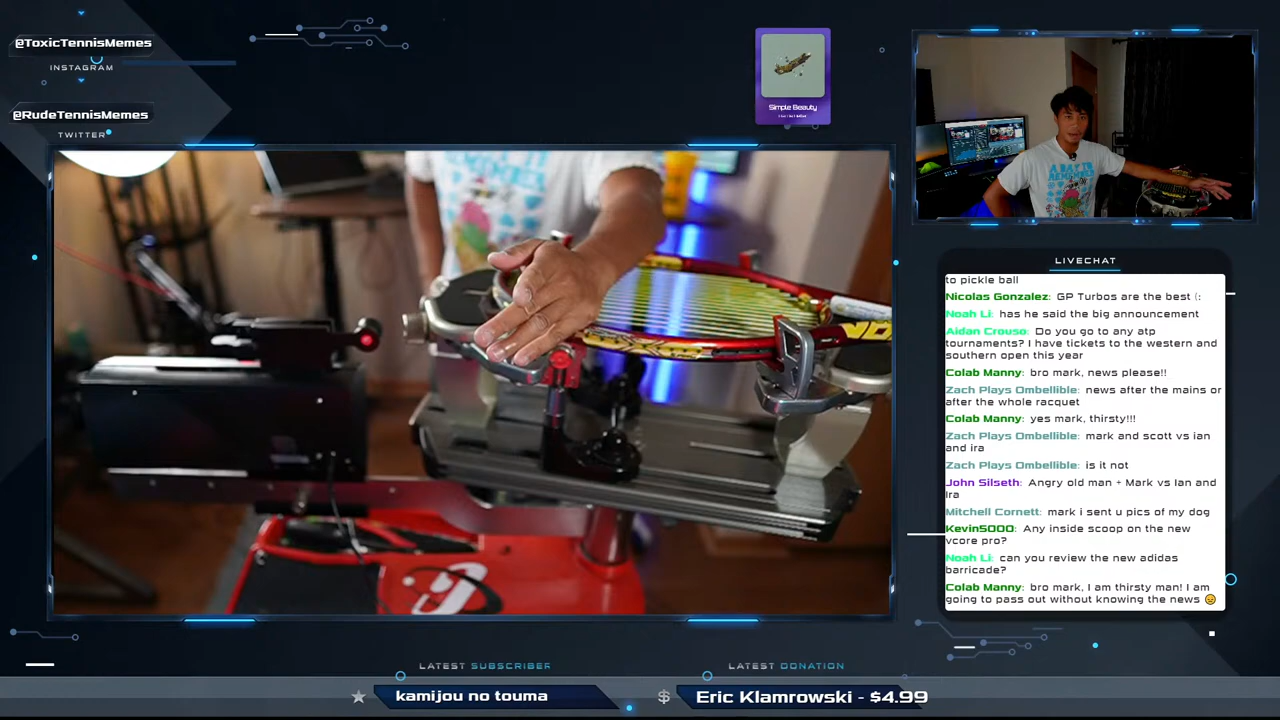 @ToxicTennisMemes
INSTAGRAM
@RudeTennisMemes
TWITTER
Simple Beauty
LIVECHAT
to pickle ball
Nicolas Gonzalez: GP Turbos are the best (:
Noah Li: has he said the big announcement
Aidan Crouso: Do you go to any atp
tournaments? I have tickets to the western and
southern open this year
Colab Manny: bro mark, news please!!
Zach Plays Ombellible: news after the mains or
after the whole racquet
Colab Manny: yes mark, thirsty!!!
Zach Plays Ombellible: mark and scott vs ian
and ira
Zach Plays Ombellible: is it not
John Silseth: Angry old man + Mark vs Ian and
Ira
Mitchell Cornett: mark i sent u pics of my dog
Kevin5000: Any inside scoop on the new
vcore pro?
Noah Li: can you review the new adidas
barricade?
Colab Manny: bro mark, I am thirsty man! I am
going to pass out without knowing the news 😖
LATEST SUBSCRIBER
kamijou no touma
LATEST DONATION
$ Eric Klamrowski - $4.99